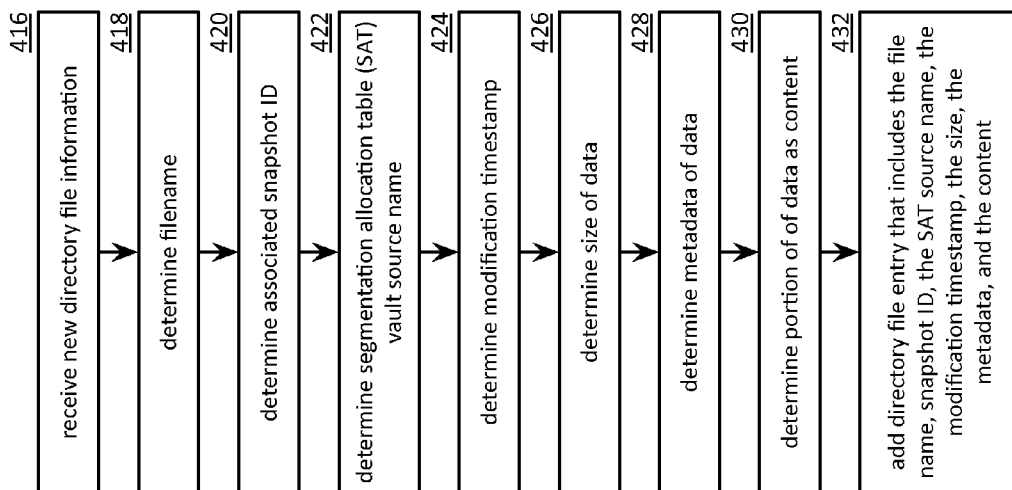 416
receive new directory file information
418
determine filename
420
determine associated snapshot ID
422
determine segmentation allocation table (SAT)
vault source name
424
determine modification timestamp
426
determine size of data
428
determine metadata of data
430
determine portion of of data as content
432
add directory file entry that includes the file
name, snapshot ID, the SAT source name, the
modification timestamp, the size, the
metadata, and the content